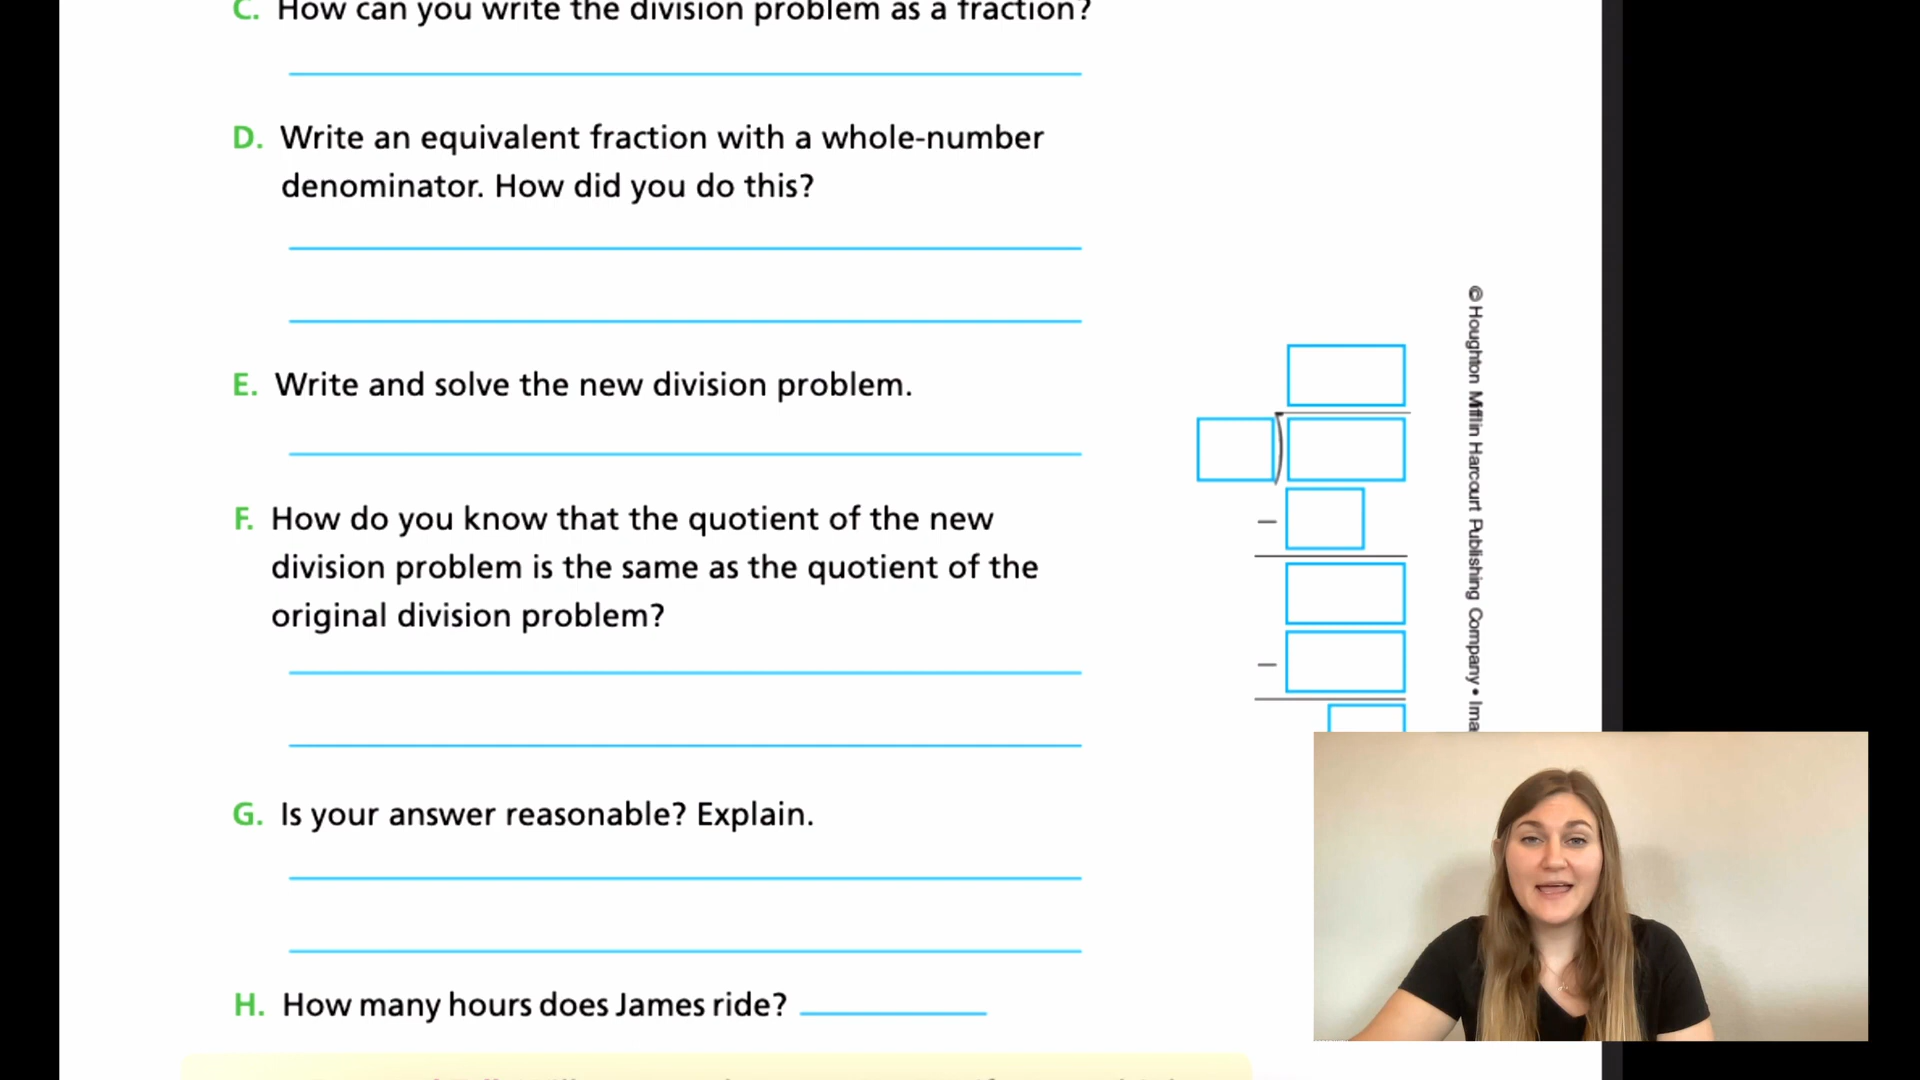 C. How can you write the division problem as a fraction?
D. Write an equivalent fraction with a whole-number
denominator. How did you do this?
E. Write and solve the new division problem.
F. How do you know that the quotient of the new
division problem is the same as the quotient of the
original division problem?
G. Is your answer reasonable? Explain.
H. How many hours does James ride?
© Houghton Mifflin Harcourt Publishing Company • Ima